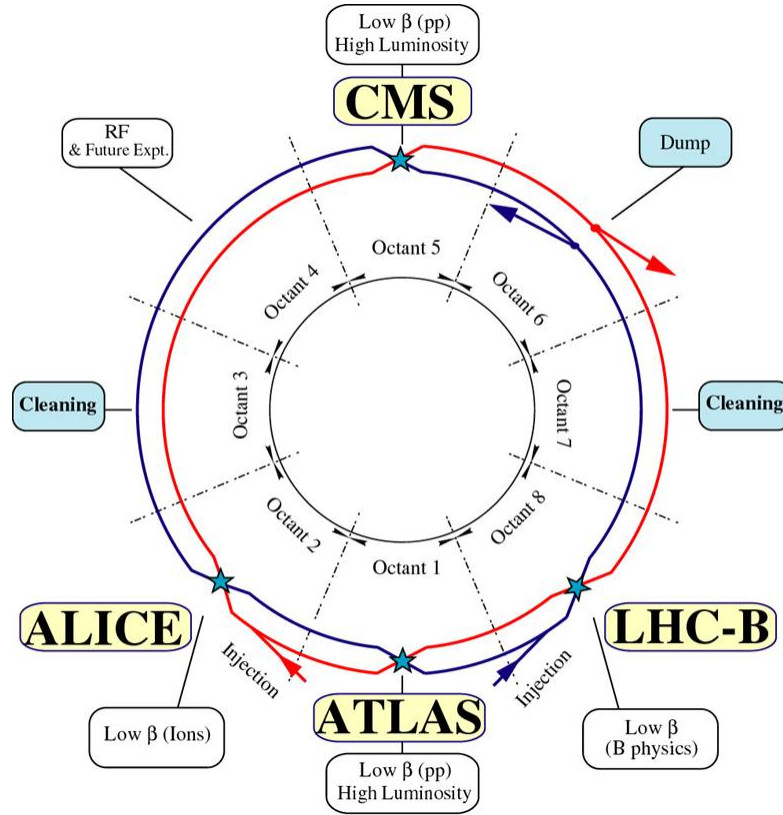 Low β (pp)
High Luminosity
CMS
RF
& Future Expt.
Dump
Octant 5
Octant 4
Octant 6
Cleaning
Octant 3
Octant 7
Cleaning
Octant 2
Octant 8
Octant 1
ALICE
LHC-B
Injection
Injection
ATLAS
Low β (Ions)
Low β
(B physics)
Low β (pp)
High Luminosity